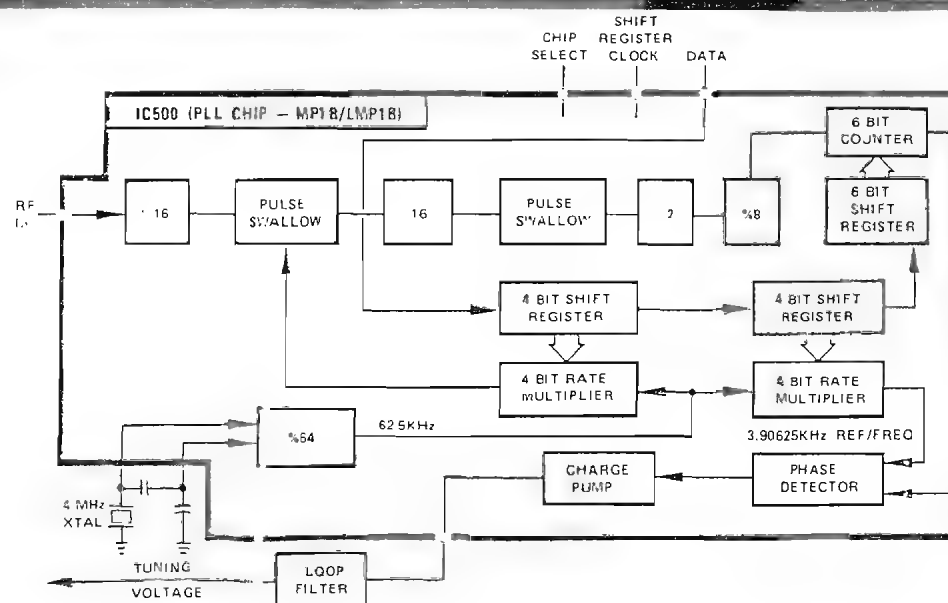 CHIP
SELECT
SHIFT
REGISTER
CLOCK
DATA
IC500 (PLL CHIP – MP18/LMP18)
6 BIT
COUNTER
RF
16
PULSE
SWALLOW
16
PULSE
SWALLOW
2
%8
6 BIT
SHIFT
REGISTER
4 BIT SHIFT
REGISTER
4 BIT SHIFT
REGISTER
4 BIT RATE
MULTIPLIER
4 BIT RATE
MULTIPLIER
%64
62.5KHz
3.90625KHz REF/FREQ
CHARGE
PUMP
PHASE
DETECTOR
4 MHz
XTAL
TUNING
VOLTAGE
LOOP
FILTER